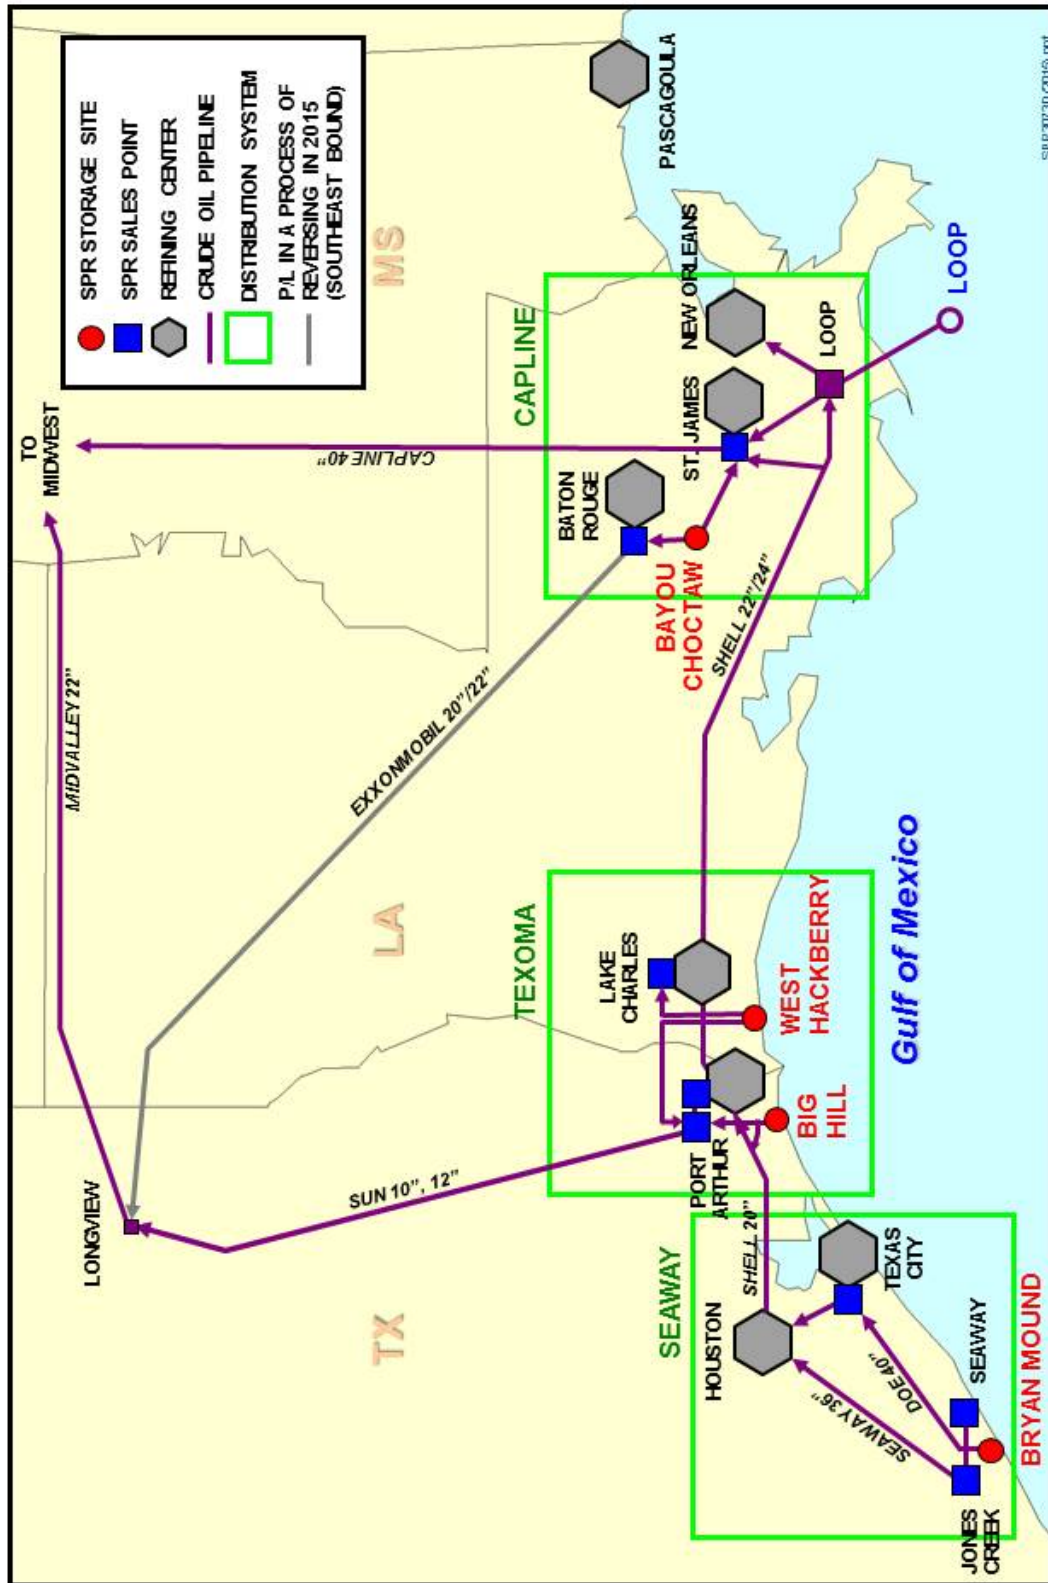 SPR STORAGE SITE
SPR SALES POINT
REFINING CENTER
CRUDE OIL PIPELINE
DISTRIBUTION SYSTEM
P/L IN A PROCESS OF
REVERSING IN 2015
(SOUTHEAST BOUND)
TO
MIDWEST
MIDVALLEY 22"
LONGVIEW
CAPLINE 40"
EXXONMOBIL 20"/22"
SUN 10", 12"
TX
LA
MS
SEAWAY
TEXOMA
CAPLINE
HOUSTON
SHELL 20"
TEXAS
CITY
DOE 40"
SEAWAY 36"
SEAWAY
JONES
CREEK
BRYAN MOUND
PORT
ARTHUR
BIG
HILL
LAKE
CHARLES
WEST
HACKBERRY
SHELL 22"/24"
BATON
ROUGE
BAYOU
CHOCTAW
ST. JAMES
NEW ORLEANS
LOOP
LOOP
PASCAGOULA
Gulf of Mexico